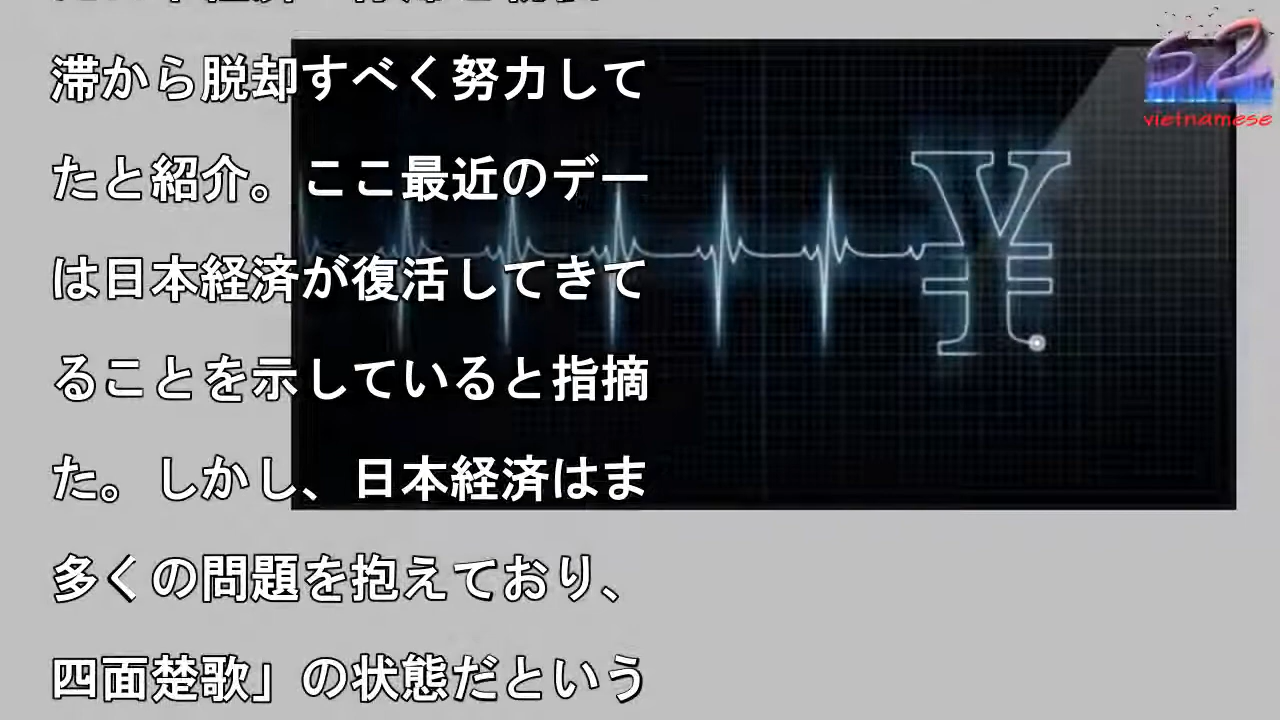 滞から脱却すべく努力して
たと紹介。ここ最近のデー
は日本経済が復活してきて
ることを示していると指摘
た。しかし、日本経済はま
多くの問題を抱えており、
四面楚歌」の状態だという
S2
vietnamese
¥